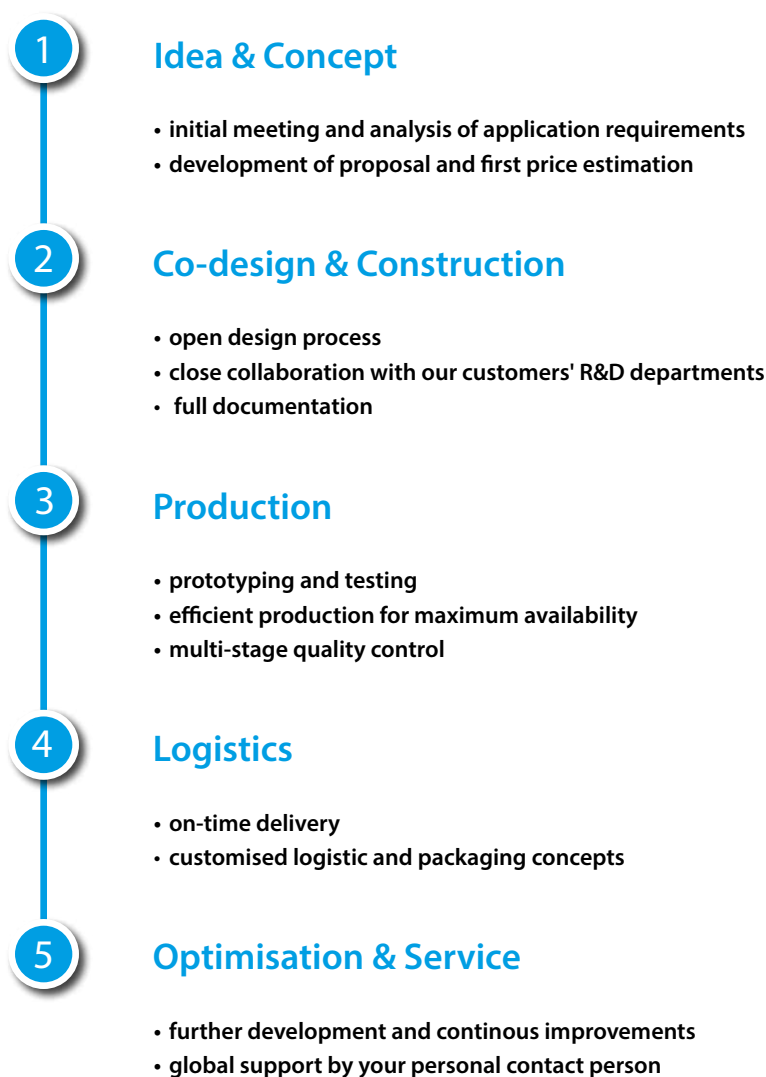 1
Idea & Concept
• initial meeting and analysis of application requirements
• development of proposal and first price estimation
2
Co-design & Construction
• open design process
• close collaboration with our customers' R&D departments
• full documentation
3
Production
• prototyping and testing
• efficient production for maximum availability
• multi-stage quality control
4
Logistics
• on-time delivery
• customised logistic and packaging concepts
5
Optimisation & Service
• further development and continous improvements
• global support by your personal contact person